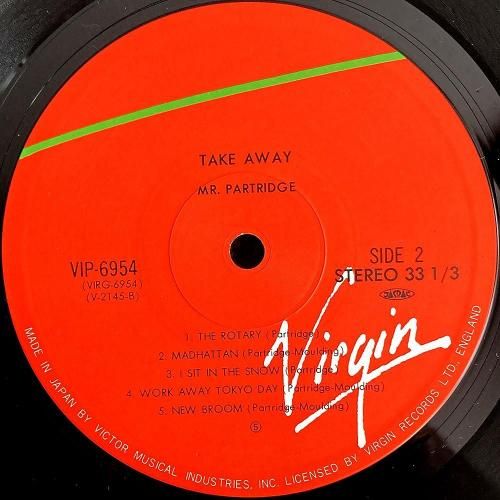 TAKE AWAY
MR. PARTRIDGE
VIP-6954
(VIRG-6954)
(V-2145-B)
SIDE 2
STEREO 33 1/3
JASRAC
1. THE ROTARY (Partridge)
2. MADHATTAN (Partridge-Moulding)
3. I SIT IN THE SNOW (Partridge)
4. WORK AWAY TOKYO DAY (Partridge-Moulding)
5. NEW BROOM (Partridge-Moulding)
Ⓢ
Virgin
MADE IN JAPAN BY VICTOR MUSICAL INDUSTRIES, INC. LICENSED BY VIRGIN RECORDS LTD. ENGLAND